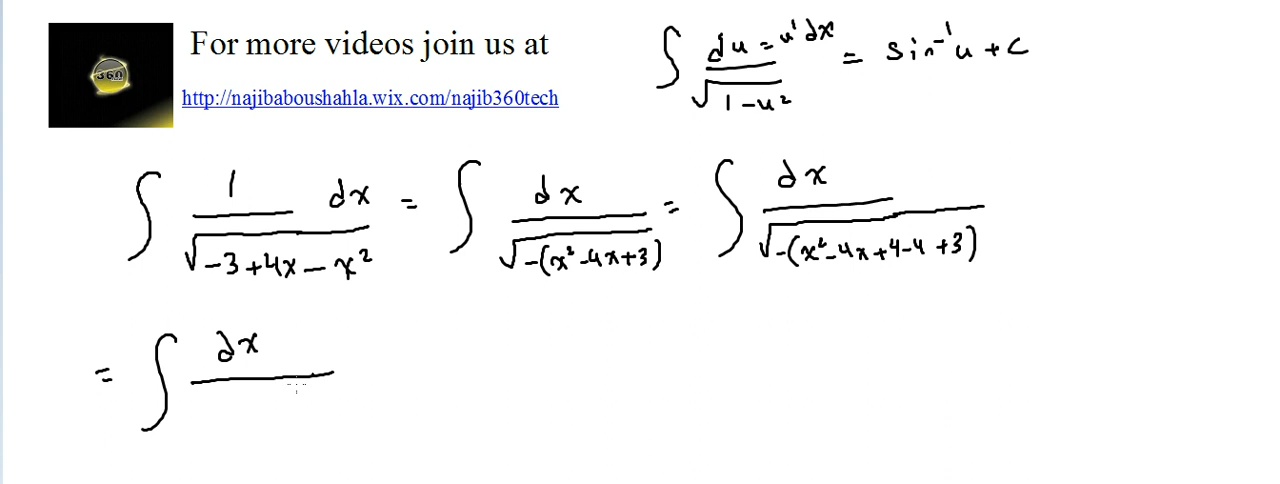 360
For more videos join us at
http://najibaboushahla.wix.com/najib360tech
∫ du = u' dx / √(1 - u²) = sin⁻¹ u + c
∫ 1 / √(-3 + 4x - x²) dx = ∫ dx / √(-(x² - 4x + 3)) = ∫ dx / √(-(x² - 4x + 4 - 4 + 3))
= ∫ dx